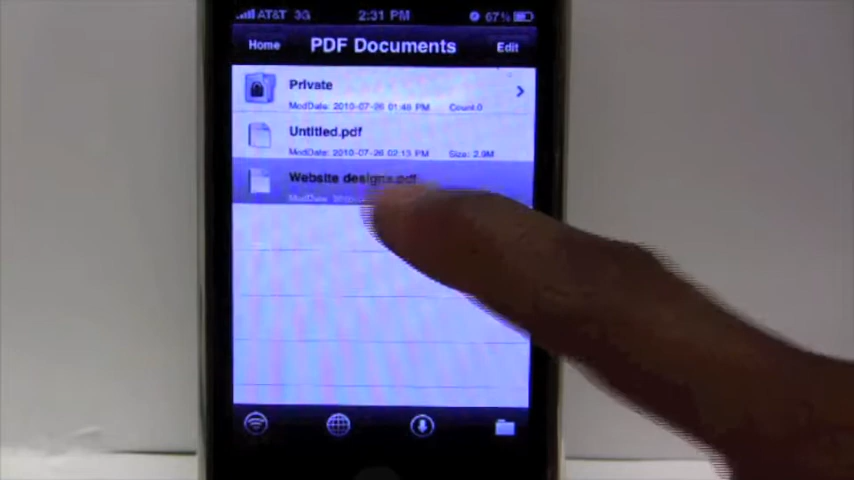 AT&T 3G 2:31 PM 67%
Home PDF Documents Edit
Private
ModDate: 2010-07-26 01:48 PM Count:0
Untitled.pdf
ModDate: 2010-07-26 02:13 PM Size: 2.9M
Website designs.pdf
ModDate: